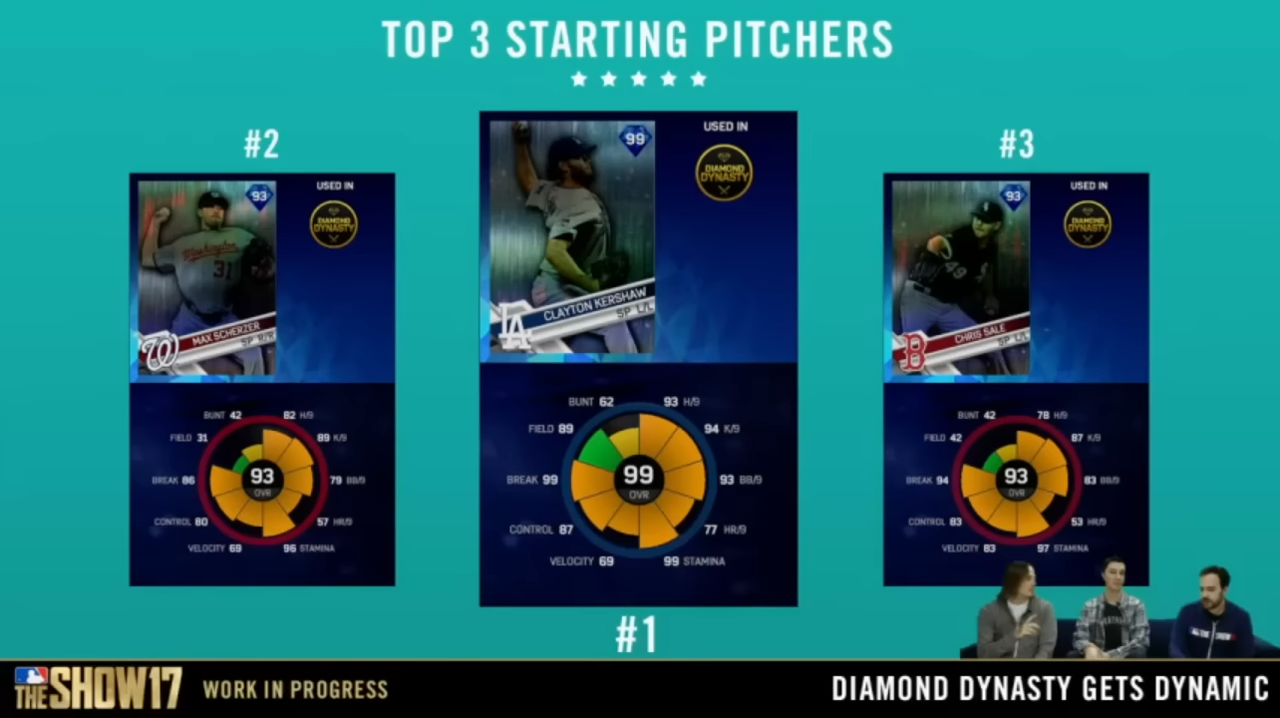 TOP 3 STARTING PITCHERS
#2
93
USED IN
DIAMOND
DYNASTY
Washington
31
W
MAX SCHERZER
SP R/R
BUNT 42
82 H/9
FIELD 31
89 K/9
BREAK 86
93
OVR
79 BB/9
CONTROL 80
57 HR/9
VELOCITY 69
96 STAMINA
99
USED IN
DIAMOND
DYNASTY
LA
CLAYTON KERSHAW
SP L/L
BUNT 62
93 H/9
FIELD 89
94 K/9
BREAK 99
99
OVR
93 BB/9
CONTROL 87
77 HR/9
VELOCITY 69
99 STAMINA
#1
#3
93
USED IN
DIAMOND
DYNASTY
49
B
CHRIS SALE
SP L/L
BUNT 42
78 H/9
FIELD 42
87 K/9
BREAK 94
93
OVR
83 BB/9
CONTROL 83
53 HR/9
VELOCITY 83
97 STAMINA
THE SHOW 17
WORK IN PROGRESS
DIAMOND DYNASTY GETS DYNAMIC